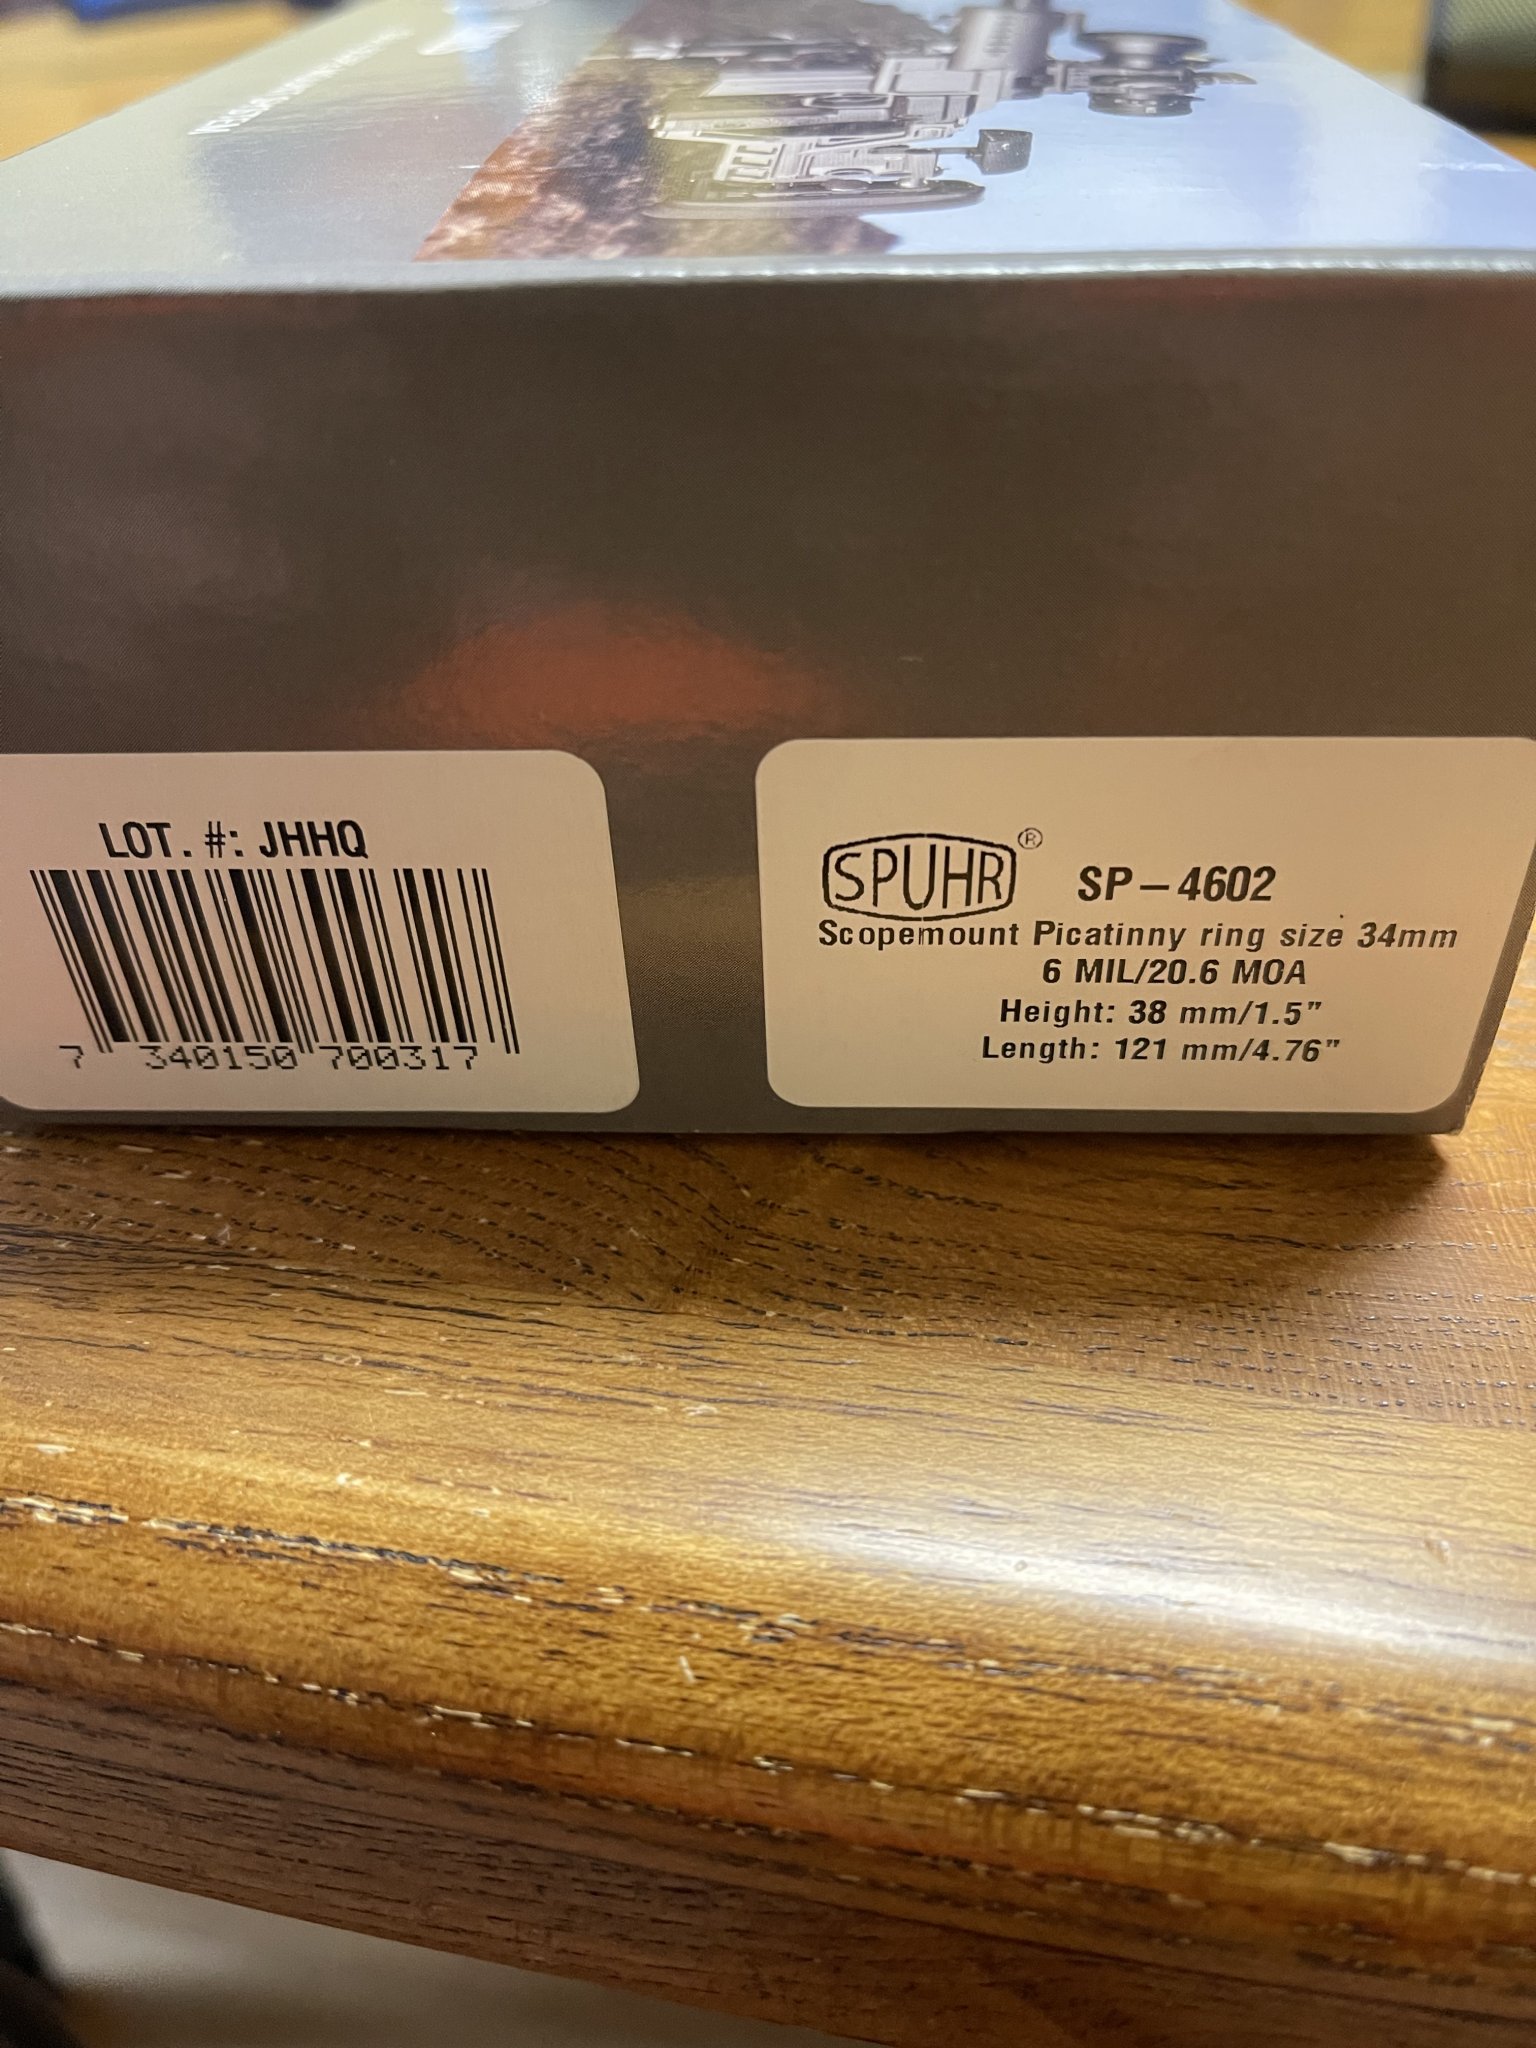 LOT. #: JHHQ
7 340150 700317
SPUHR® SP-4602
Scopemount Picatinny ring size 34mm
6 MIL/20.6 MOA
Height: 38 mm/1.5"
Length: 121 mm/4.76"